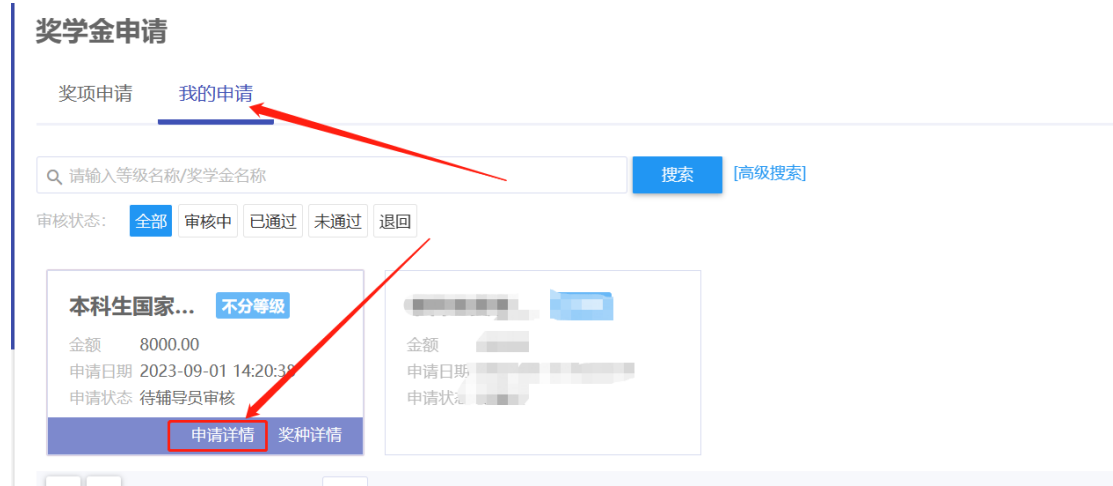 奖学金申请
奖项申请 我的申请
请输入等级名称/奖学金名称 搜索 [高级搜索]
审核状态: 全部 审核中 已通过 未通过 退回
本科生国家... 不分等级
金额 8000.00
申请日期 2023-09-01 14:20:38
申请状态 待辅导员审核
申请详情 奖种详情
金额
申请日期
申请状态